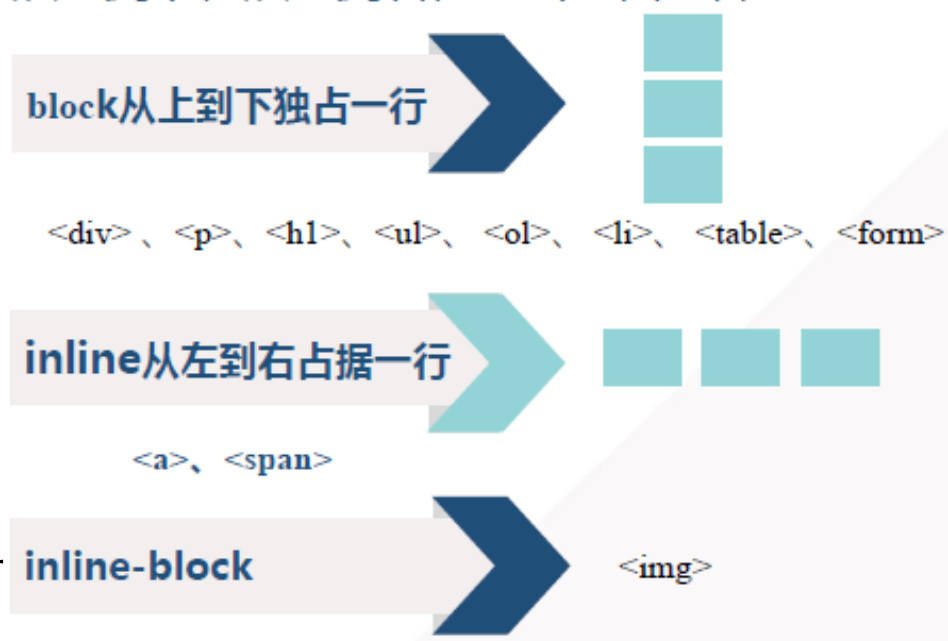 block从上到下独占一行
<div> 、<p>、<h1>、<ul>、 <ol>、 <li>、 <table>、<form>
inline从左到右占据一行
<a>、<span>
inline-block
<img>